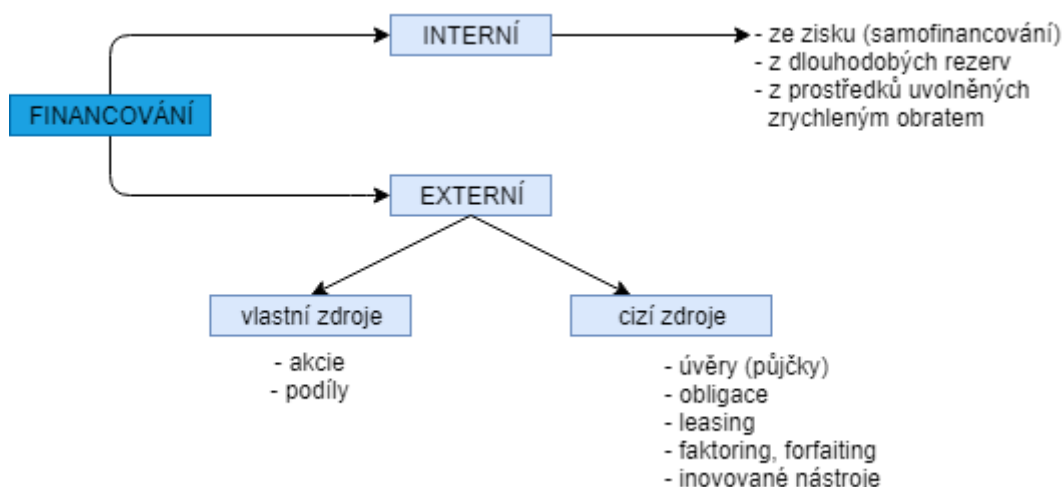 INTERNÍ
- ze zisku (samofinancování)
- z dlouhodobých rezerv
- z prostředků uvolněných
zrychleným obratem
FINANCOVÁNÍ
EXTERNÍ
vlastní zdroje
- akcie
- podíly
cizí zdroje
- úvěry (půjčky)
- obligace
- leasing
- faktoring, forfaiting
- inovované nástroje